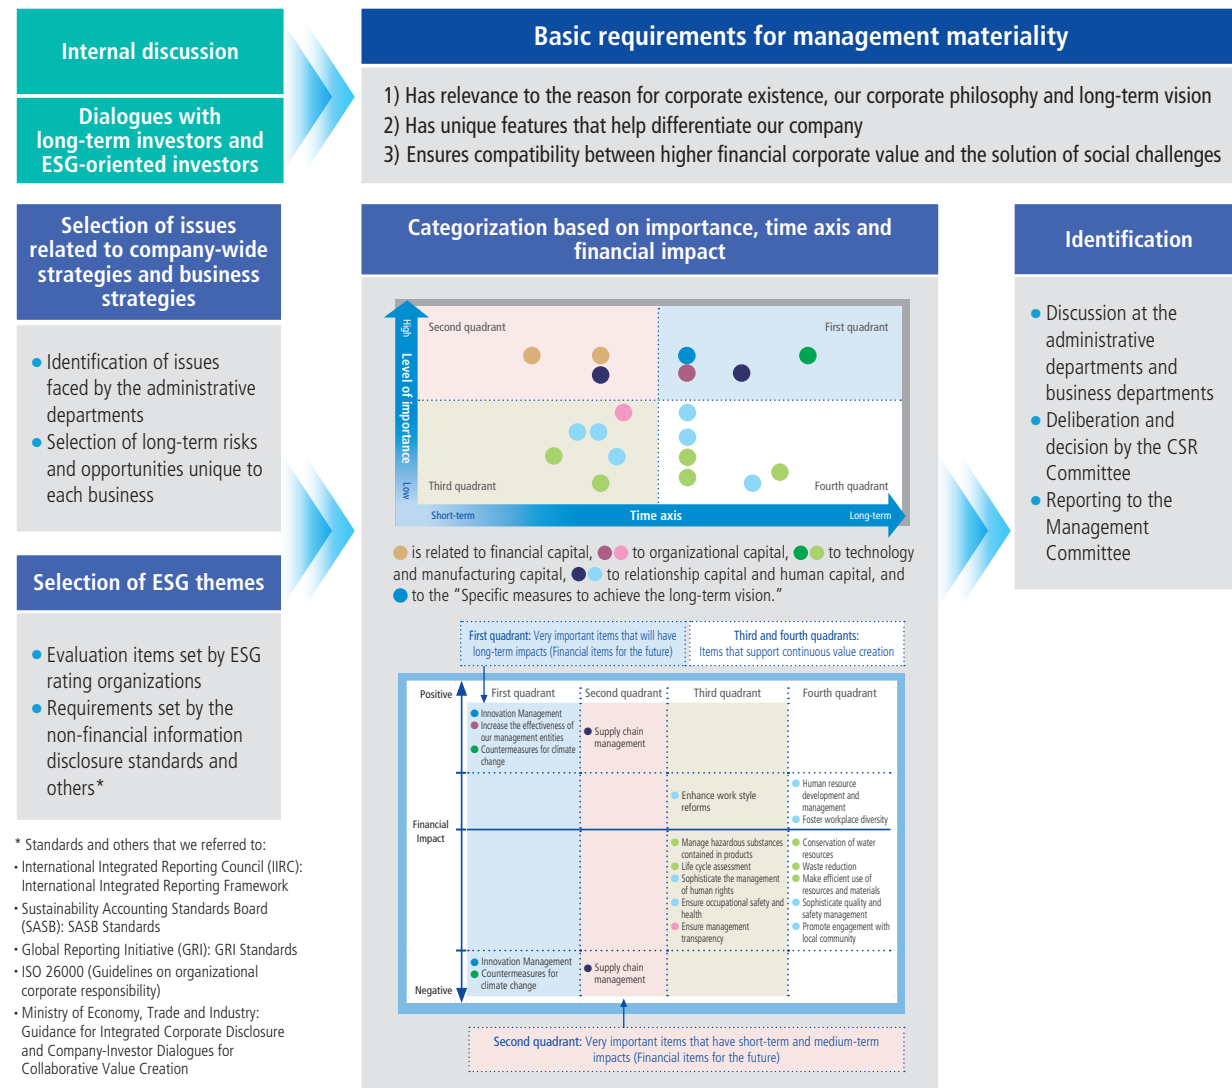 Internal discussion
Dialogues with
long-term investors and
ESG-oriented investors
Basic requirements for management materiality
1) Has relevance to the reason for corporate existence, our corporate philosophy and long-term vision
2) Has unique features that help differentiate our company
3) Ensures compatibility between higher financial corporate value and the solution of social challenges
Selection of issues
related to company-wide
strategies and business
strategies
• Identification of issues
faced by the administrative
departments
• Selection of long-term risks
and opportunities unique to
each business
Selection of ESG themes
• Evaluation items set by ESG
rating organizations
• Requirements set by the
non-financial information
disclosure standards and
others*
* Standards and others that we referred to:
• International Integrated Reporting Council (IIRC):
International Integrated Reporting Framework
• Sustainability Accounting Standards Board
(SASB): SASB Standards
• Global Reporting Initiative (GRI): GRI Standards
• ISO 26000 (Guidelines on organizational
corporate responsibility)
• Ministry of Economy, Trade and Industry:
Guidance for Integrated Corporate Disclosure
and Company-Investor Dialogues for
Collaborative Value Creation
Categorization based on importance, time axis and
financial impact
High
Level of importance
Low
Second quadrant
First quadrant
Third quadrant
Fourth quadrant
Short-term
Time axis
Long-term
is related to financial capital, to organizational capital, to technology
and manufacturing capital, to relationship capital and human capital, and
to the “Specific measures to achieve the long-term vision.”
First quadrant: Very important items that will have
long-term impacts (Financial items for the future)
Third and fourth quadrants:
Items that support continuous value creation
Positive
Financial
Impact
Negative
First quadrant
Second quadrant
Third quadrant
Fourth quadrant
Innovation Management
Increase the effectiveness of
our management entities
Countermeasures for climate
change
Supply chain
management
Enhance work style
reforms
Human resource
development and
management
Foster workplace diversity
Manage hazardous substances
contained in products
Life cycle assessment
Sophisticate the management
of human rights
Ensure occupational safety and
health
Ensure management
transparency
Conservation of water
resources
Waste reduction
Make efficient use of
resources and materials
Sophisticate quality and
safety management
Promote engagement with
local community
Innovation Management
Countermeasures for
climate change
Supply chain
management
Second quadrant: Very important items that have short-term and medium-term
impacts (Financial items for the future)
Identification
• Discussion at the
administrative
departments and
business departments
• Deliberation and
decision by the CSR
Committee
• Reporting to the
Management
Committee